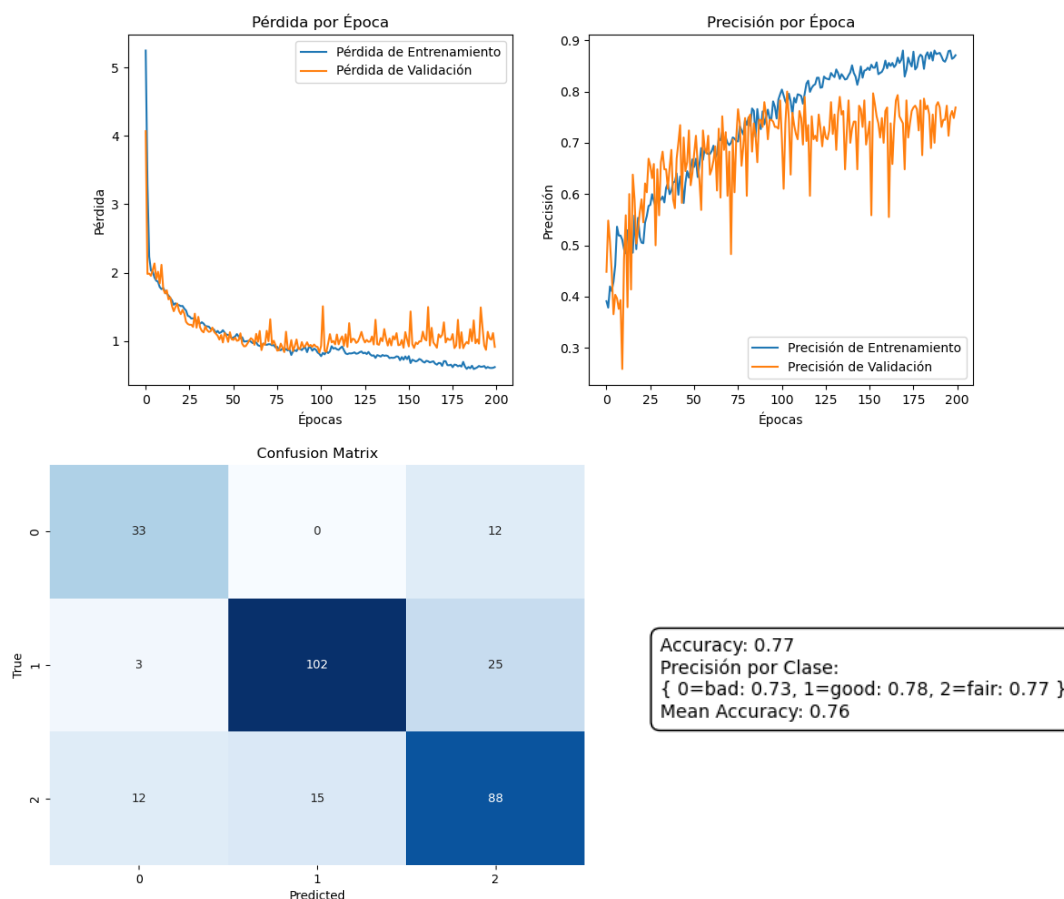 Pérdida por Época
Pérdida
5
4
3
2
1
Pérdida de Entrenamiento
Pérdida de Validación
0 25 50 75 100 125 150 175 200
Épocas
Precisión por Época
Precisión
0.9
0.8
0.7
0.6
0.5
0.4
0.3
Precisión de Entrenamiento
Precisión de Validación
0 25 50 75 100 125 150 175 200
Épocas
Confusion Matrix
True
0
33 0 12
1
3 102 25
2
12 15 88
0 1 2
Predicted
Accuracy: 0.77
Precisión por Clase:
{ 0=bad: 0.73, 1=good: 0.78, 2=fair: 0.77 }
Mean Accuracy: 0.76